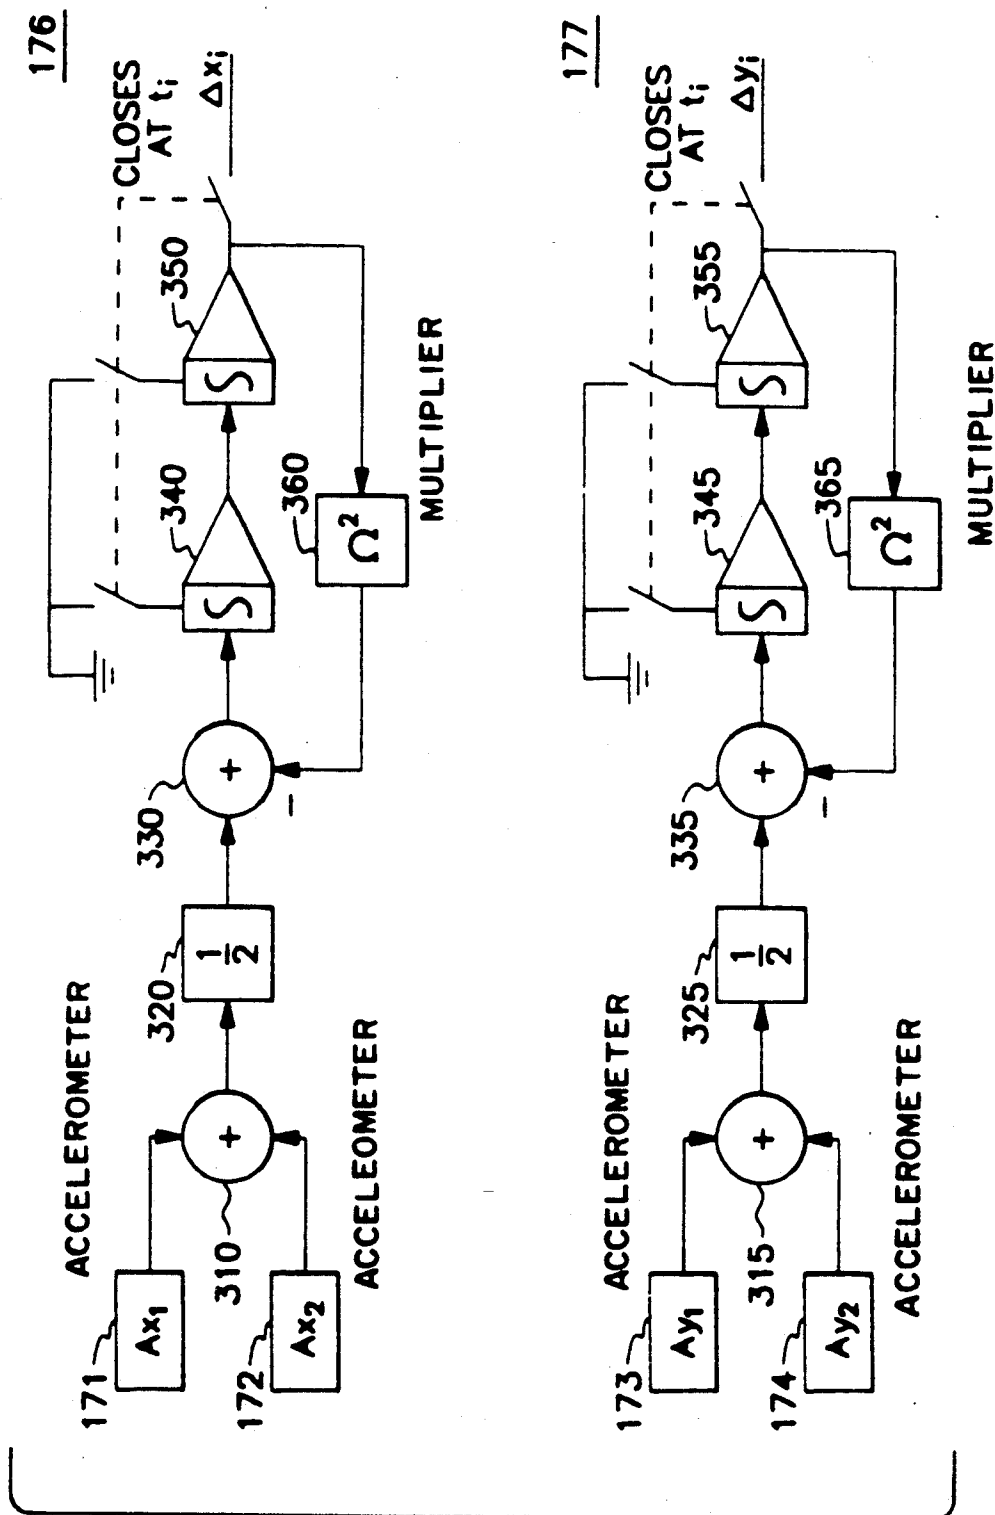 176
ACCELEROMETER
171
Ax1
172
Ax2
ACCELEOMETER
310
+
320
1/2
330
+
−
340
∫
350
∫
360
Ω²
MULTIPLIER
CLOSES
AT ti
Δxi
177
ACCELEROMETER
173
Ay1
174
Ay2
ACCELEROMETER
315
+
325
1/2
335
+
−
345
∫
355
∫
365
Ω²
MULTIPLIER
CLOSES
AT ti
Δyi